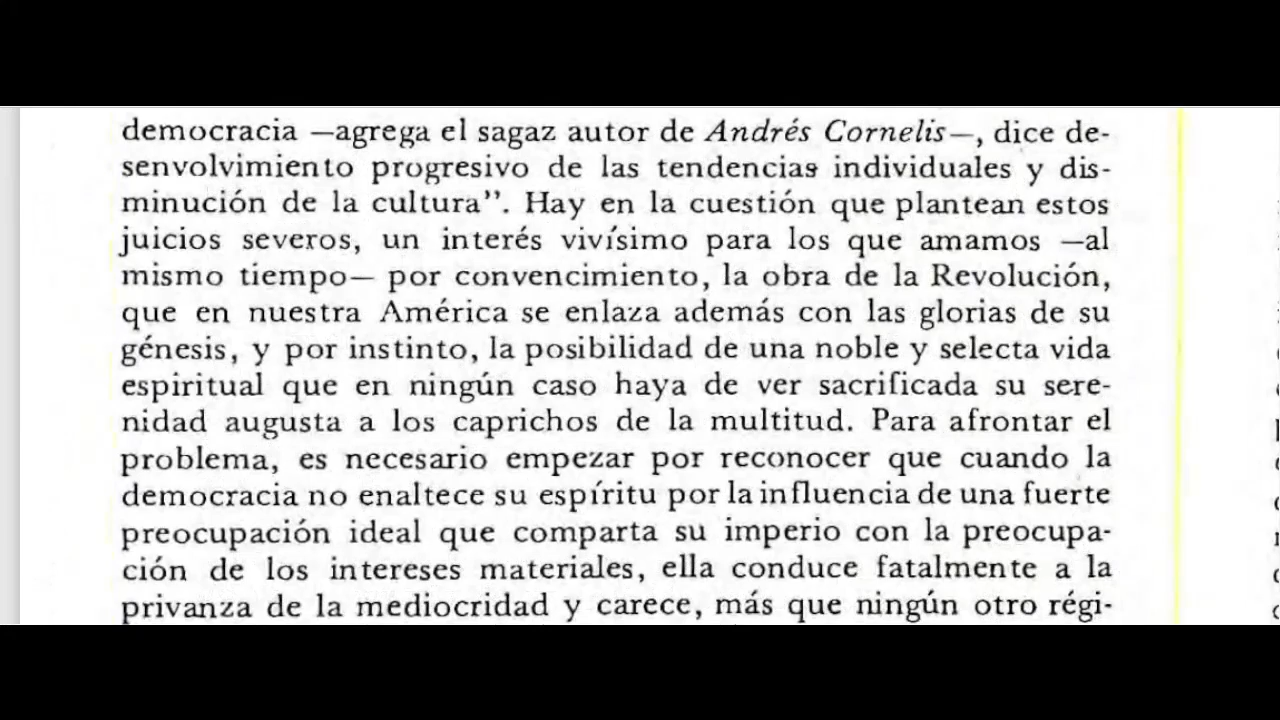 democracia —agrega el sagaz autor de Andrés Cornelis—, dice de-
senvolvimiento progresivo de las tendencias individuales y dis-
minución de la cultura”. Hay en la cuestión que plantean estos
juicios severos, un interés vivísimo para los que amamos —al
mismo tiempo— por convencimiento, la obra de la Revolución,
que en nuestra América se enlaza además con las glorias de su
génesis, y por instinto, la posibilidad de una noble y selecta vida
espiritual que en ningún caso haya de ver sacrificada su sere-
nidad augusta a los caprichos de la multitud. Para afrontar el
problema, es necesario empezar por reconocer que cuando la
democracia no enaltece su espíritu por la influencia de una fuerte
preocupación ideal que comparta su imperio con la preocupa-
ción de los intereses materiales, ella conduce fatalmente a la
privanza de la mediocridad y carece, más que ningún otro régi-